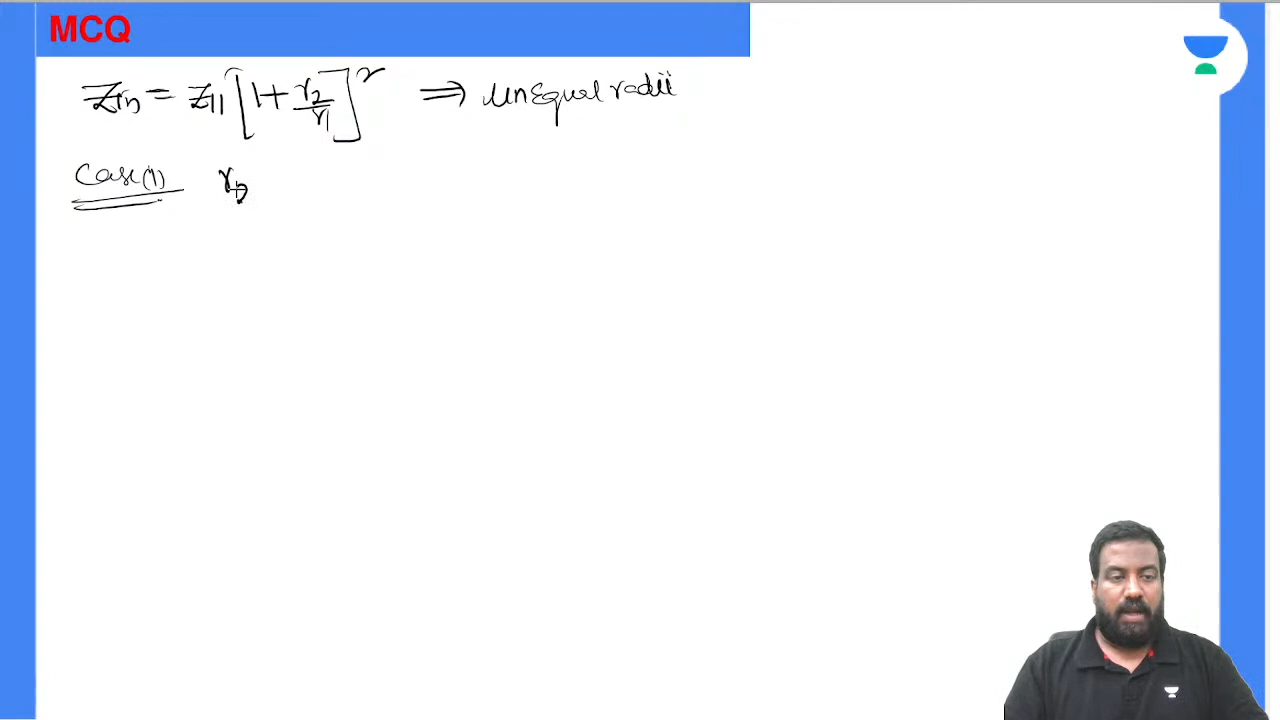 MCQ
Zin = Z11 [1 + r2/r1]^2 ⇒ unEqual radii
Case(1) r2